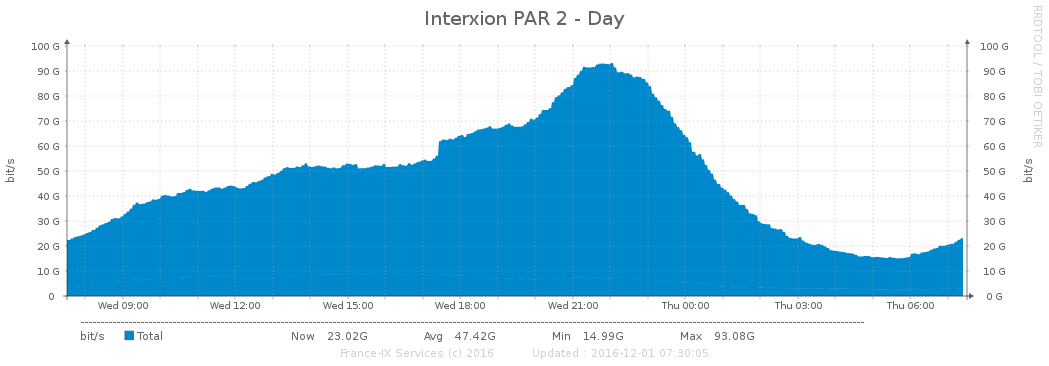 Interxion PAR 2 - Day
RRDTOOL / TOBI OETIKER
100 G 100 G
90 G 90 G
80 G 80 G
70 G 70 G
60 G 60 G
50 G 50 G
40 G 40 G
30 G 30 G
20 G 20 G
10 G 10 G
0 0 G
bit/s bit/s
Wed 09:00 Wed 12:00 Wed 15:00 Wed 18:00 Wed 21:00 Thu 00:00 Thu 03:00 Thu 06:00
bit/s Total Now 23.02G Avg 47.42G Min 14.99G Max 93.08G
France-IX Services (c) 2016 Updated : 2016-12-01 07:30:05